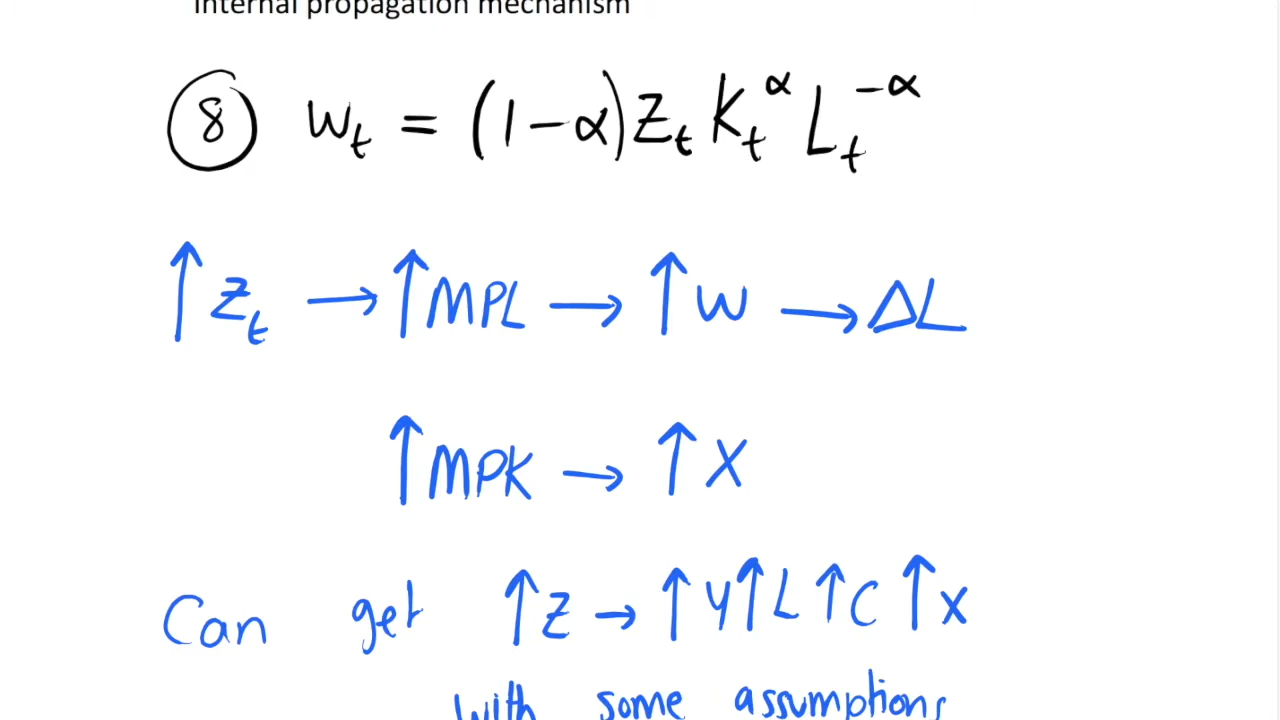 internal propagation mechanism
⑧ w_t = (1-α) Z_t K_t^α L_t^{-α}
↑ Z_t → ↑ MPL → ↑ W → ΔL
↑ MPK → ↑ X
Can get ↑ Z → ↑ Y ↑ L ↑ C ↑ X
with some assumptions